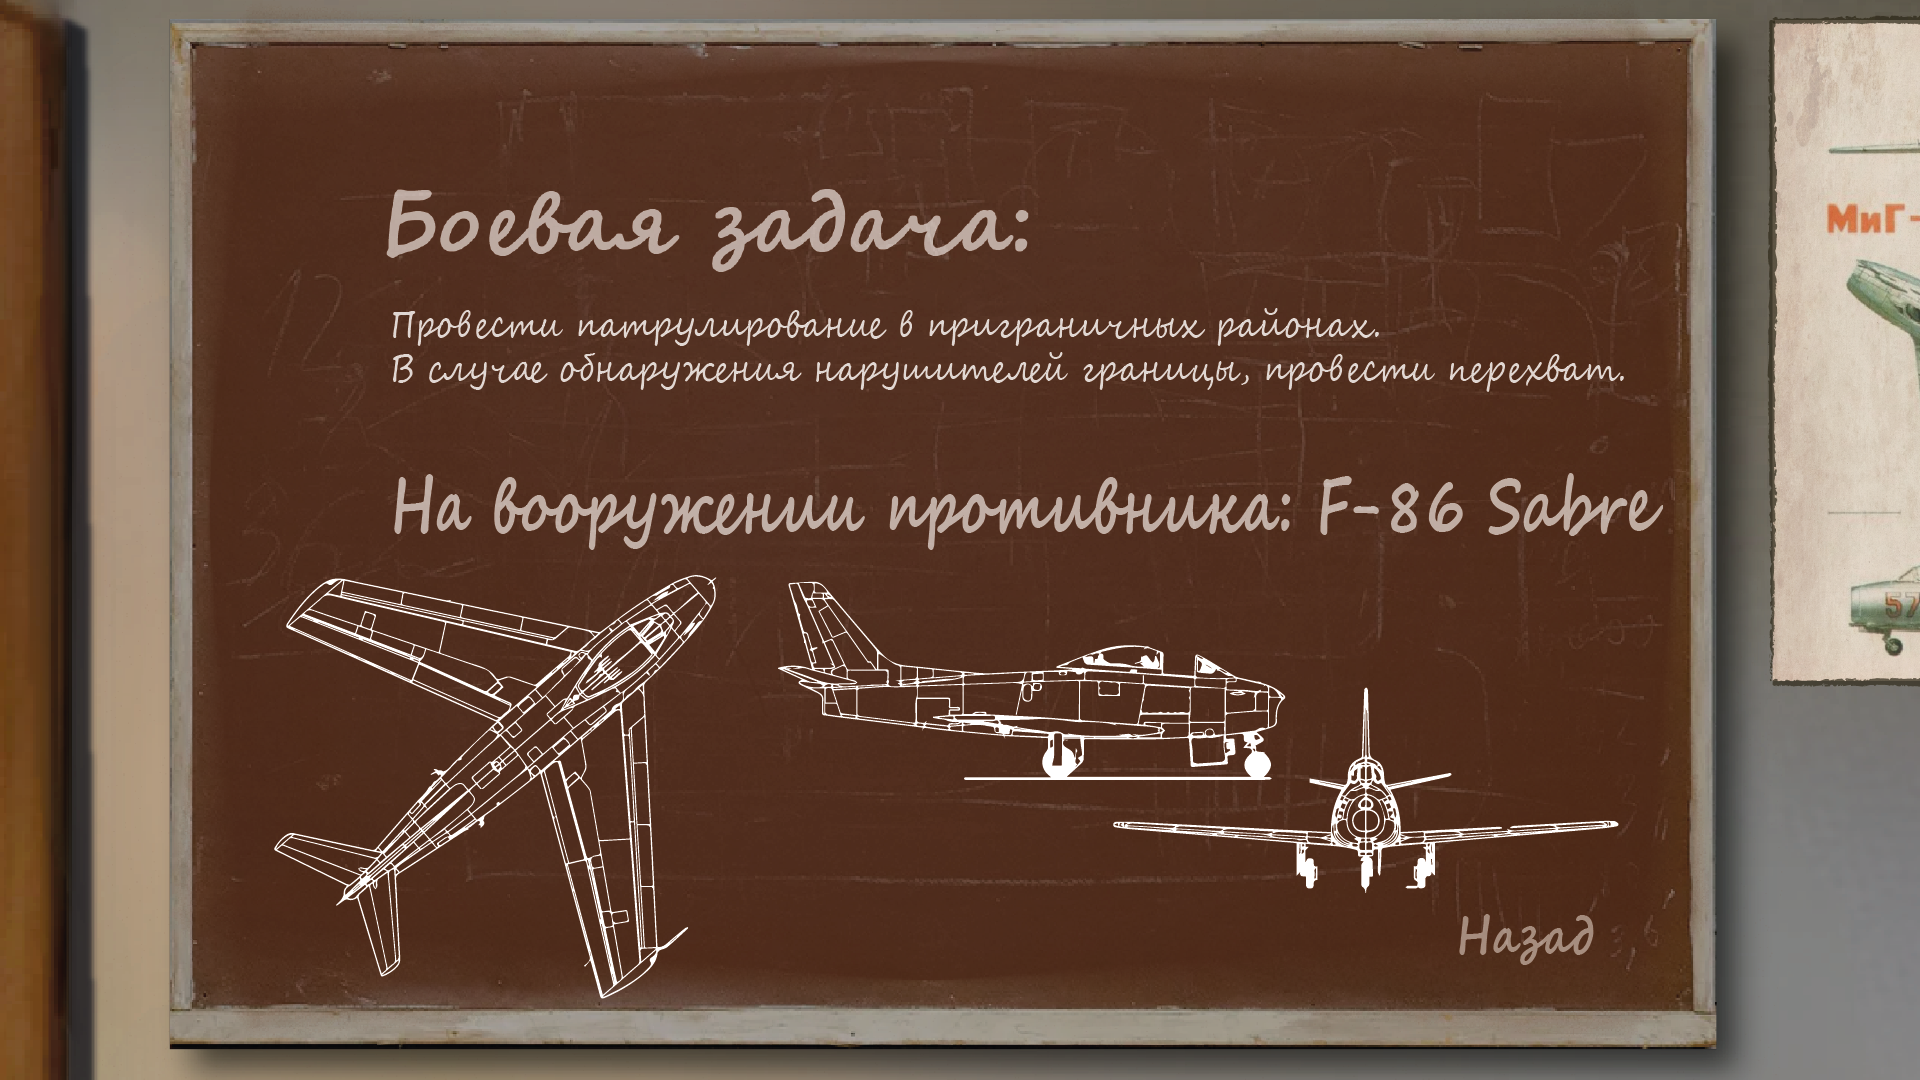 Боевая задача:
Провести патрулирование в приграничных районах.
В случае обнаружения нарушителей границы, провести перехват.
На вооружении противника: F-86 Sabre
Назад
МиГ-
57